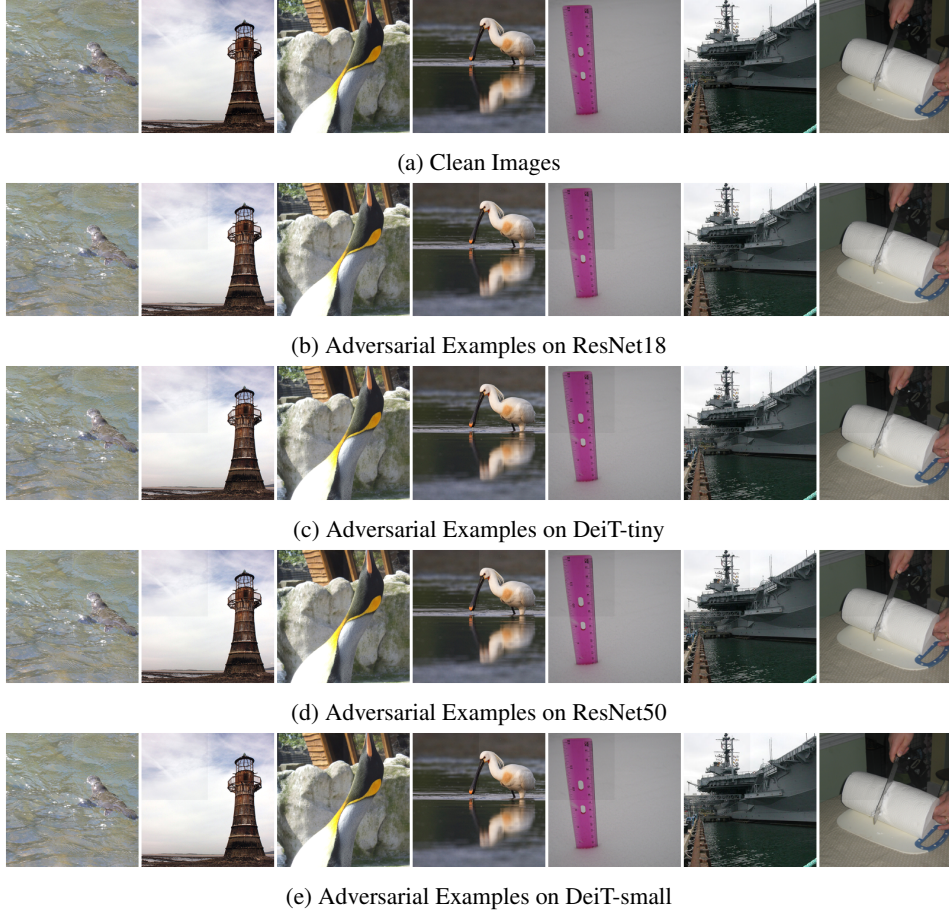 (a) Clean Images
(b) Adversarial Examples on ResNet18
(c) Adversarial Examples on DeiT-tiny
(d) Adversarial Examples on ResNet50
(e) Adversarial Examples on DeiT-small